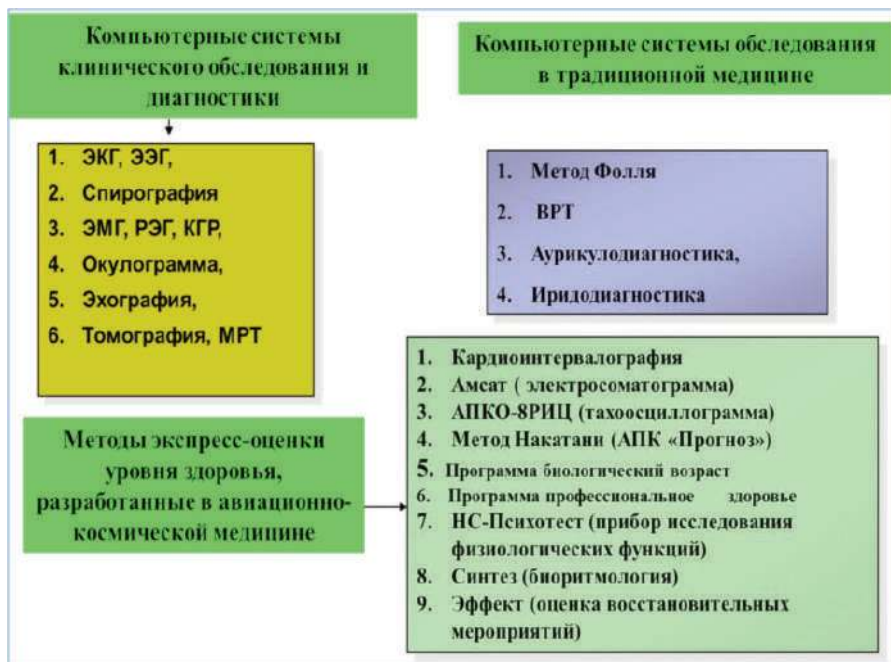 Компьютерные системы
клинического обследования и
диагностики
1. ЭКГ, ЭЭГ,
2. Спирография
3. ЭМГ, РЭГ, КГР,
4. Окулограмма,
5. Эхография,
6. Томография, МРТ
Компьютерные системы обследования
в традиционной медицине
1. Метод Фолля
2. ВРТ
3. Аурикулодиагностика,
4. Иридодиагностика
Методы экспресс-оценки
уровня здоровья,
разработанные в авиационно-
космической медицине
1. Кардиоинтервалография
2. Амсат ( электросоматограмма)
3. АПКО-8РИЦ (тахоосциллограмма)
4. Метод Накатани (АПК «Прогноз»)
5. Программа биологический возраст
6. Программа профессиональное здоровье
7. НС-Психотест (прибор исследования
физиологических функций)
8. Синтез (биоритмология)
9. Эффект (оценка восстановительных
мероприятий)